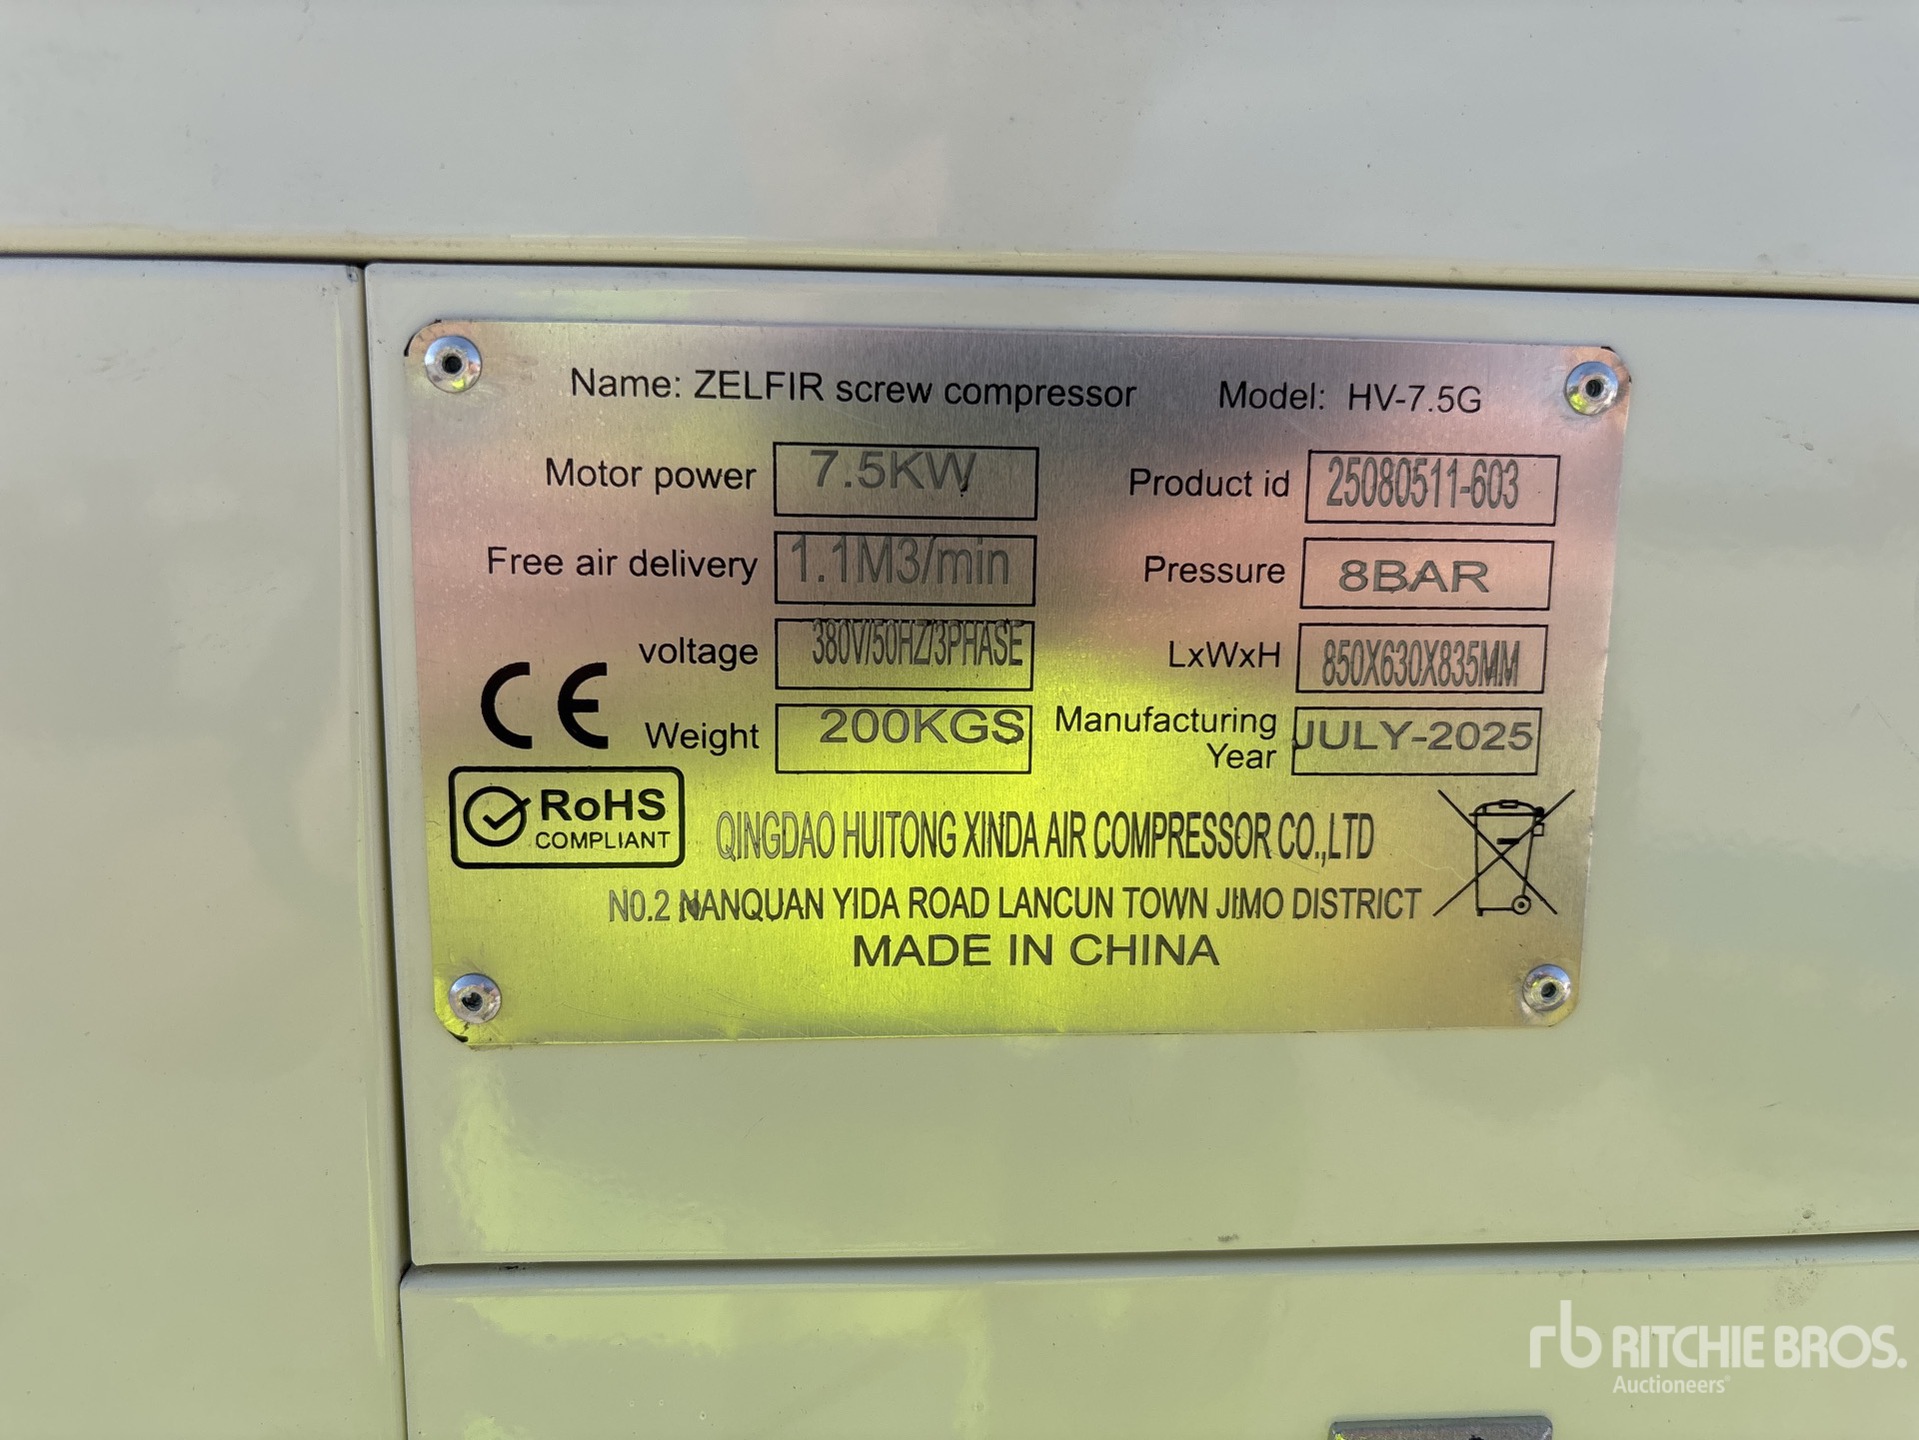 Name: ZELFIR screw compressor Model: HV-7.5G
Motor power 7.5KW Product id 25080511-603
Free air delivery 1.1M3/min Pressure 8BAR
voltage 380V/50HZ/3PHASE LxWxH 850X630X835MM
CE Weight 200KGS Manufacturing Year JULY-2025
RoHS
COMPLIANT
QINGDAO HUITONG XINDA AIR COMPRESSOR CO.,LTD
NO.2 NANQUAN YIDA ROAD LANCUN TOWN JIMO DISTRICT
MADE IN CHINA
rb RITCHIE BROS.
Auctioneers